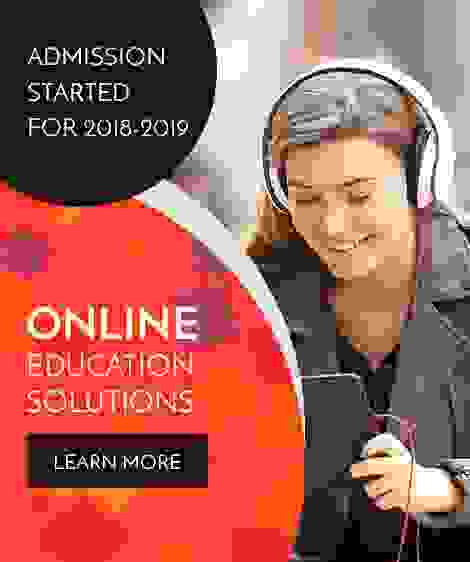 ADMISSION
STARTED
FOR 2018-2019
ONLINE
EDUCATION
SOLUTIONS
LEARN MORE